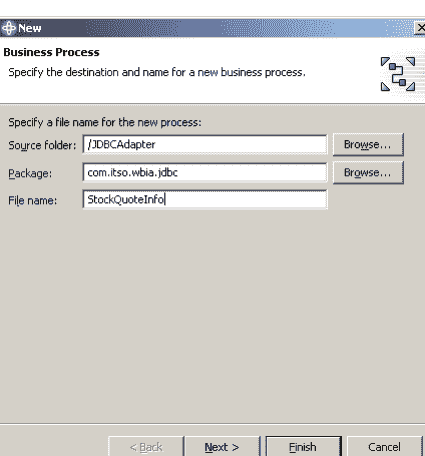 New
Business Process
Specify the destination and name for a new business process.
Specify a file name for the new process:
Source folder: /JDBCAdapter Browse...
Package: com.itso.wbia.jdbc Browse...
File name: StockQuoteInfo
< Back Next > Finish Cancel